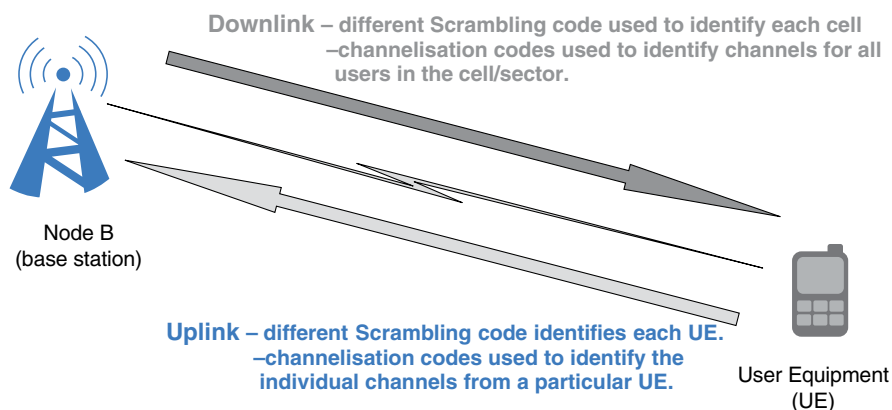 Downlink – different Scrambling code used to identify each cell
–channelisation codes used to identify channels for all
users in the cell/sector.
Node B
(base station)
Uplink – different Scrambling code identifies each UE.
–channelisation codes used to identify the
individual channels from a particular UE.
User Equipment
(UE)